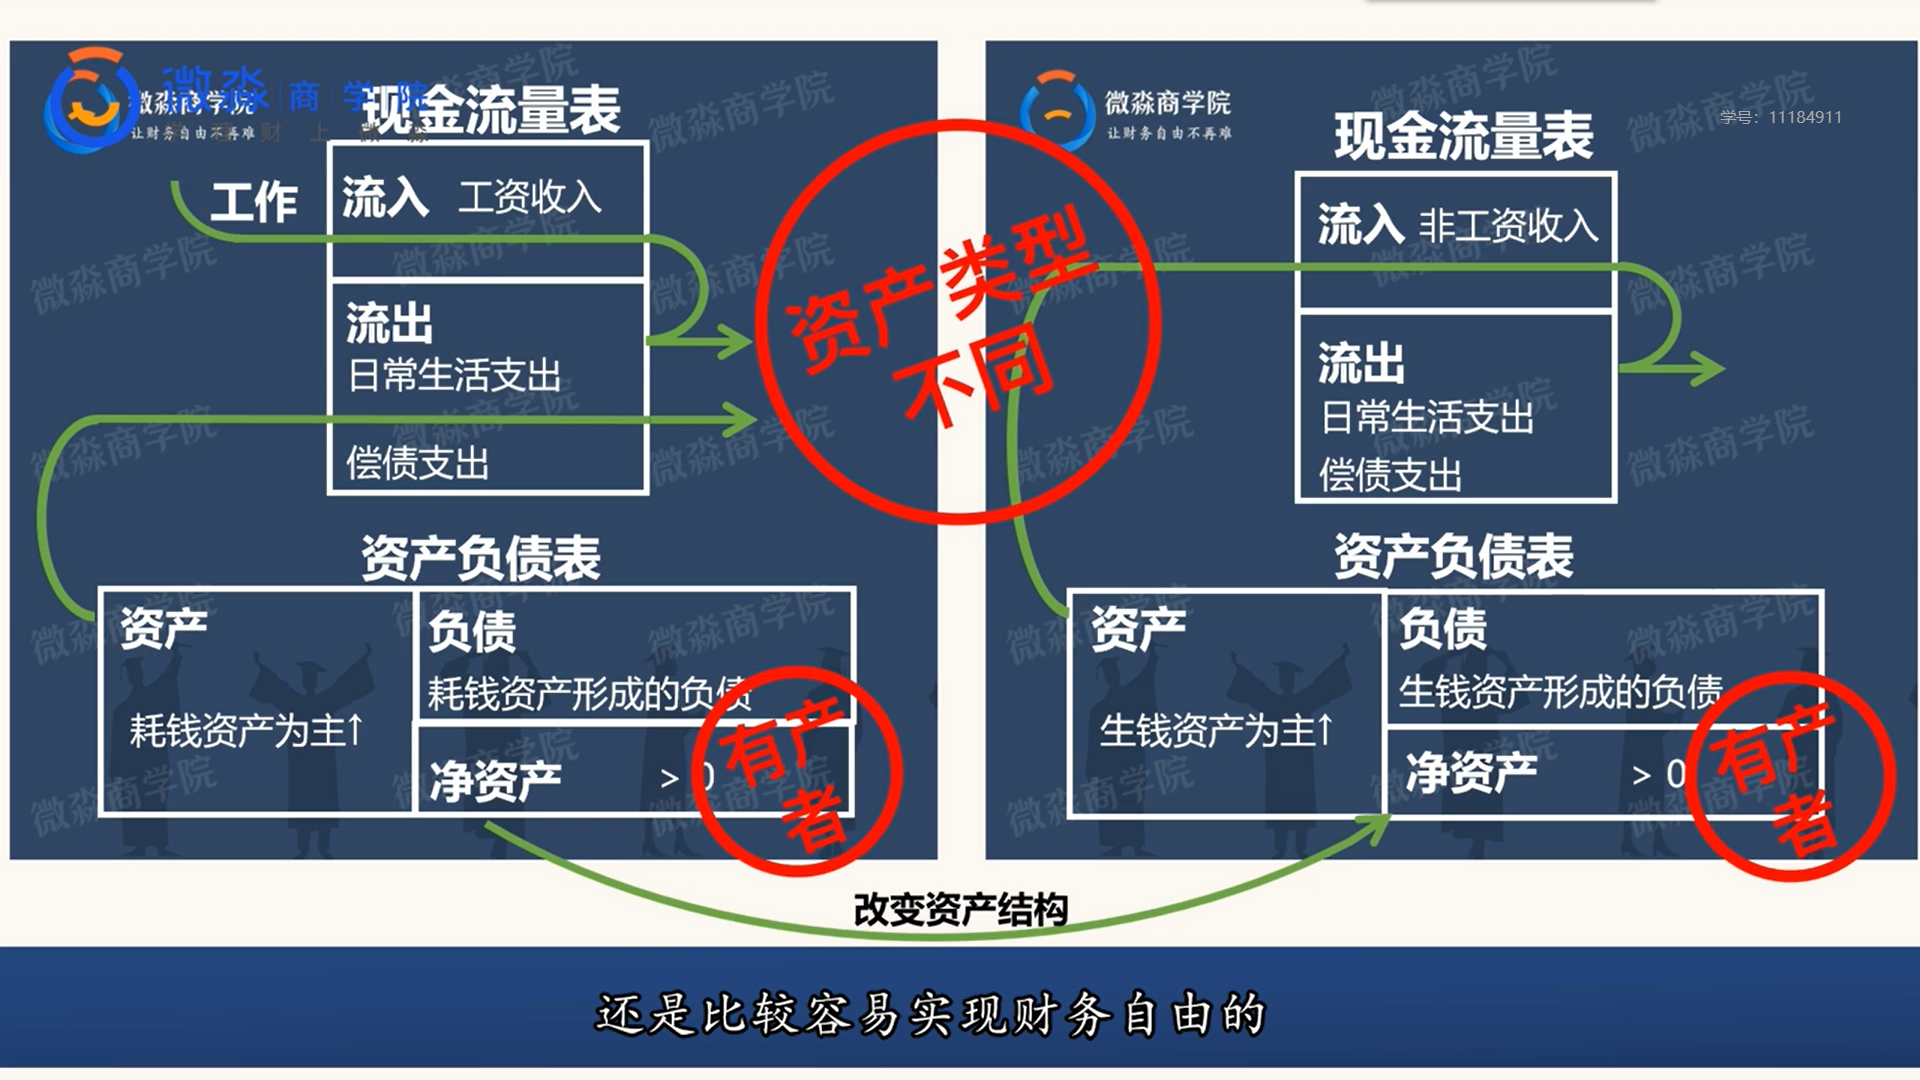 微淼商学院
微淼商学院
让财务自由不再难
现金流量表
工作
流入 工资收入
流出
日常生活支出
偿债支出
资产负债表
资产
耗钱资产为主↑
负债
耗钱资产形成的负债
净资产 > 0
有产
者
资产类型
不同
微淼商学院
让财务自由不再难
学号：11184911
现金流量表
流入 非工资收入
流出
日常生活支出
偿债支出
资产负债表
资产
生钱资产为主↑
负债
生钱资产形成的负债
净资产 > 0
有产
者
改变资产结构
还是比较容易实现财务自由的